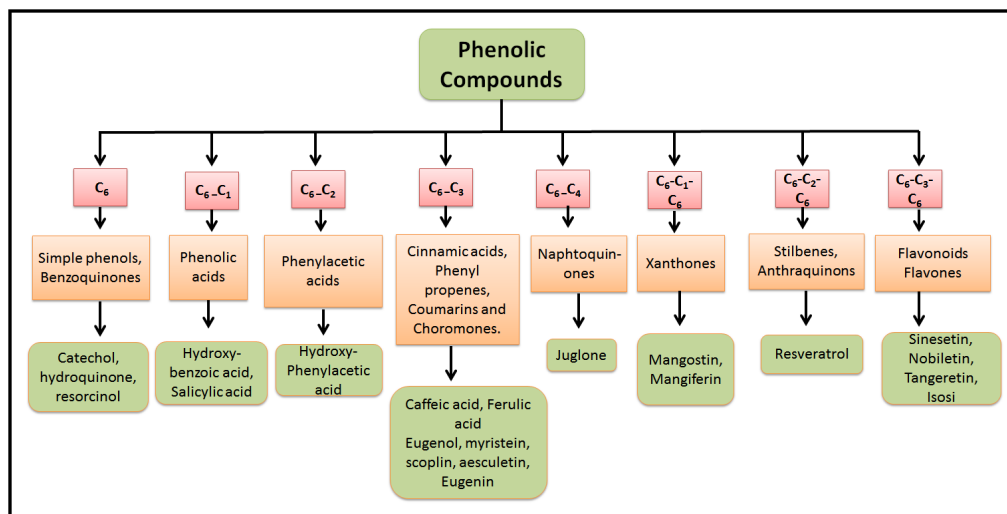 Phenolic
Compounds
C6
C6-C1
C6-C2
C6-C3
C6-C4
C6-C1-
C6
C6-C2-
C6
C6-C3-
C6
Simple phenols,
Benzoquinones
Phenolic
acids
Phenylacetic
acids
Cinnamic acids,
Phenyl
propenes,
Coumarins and
Choromones.
Naphtoquin-
ones
Xanthones
Stilbenes,
Anthraquinons
Flavonoids
Flavones
Catechol,
hydroquinone,
resorcinol
Hydroxy-
benzoic acid,
Salicylic acid
Hydroxy-
Phenylacetic
acid
Caffeic acid, Ferulic
acid
Eugenol, myristein,
scoplin, aesculetin,
Eugenin
Juglone
Mangostin,
Mangiferin
Resveratrol
Sinesetin,
Nobiletin,
Tangeretin,
Isosi